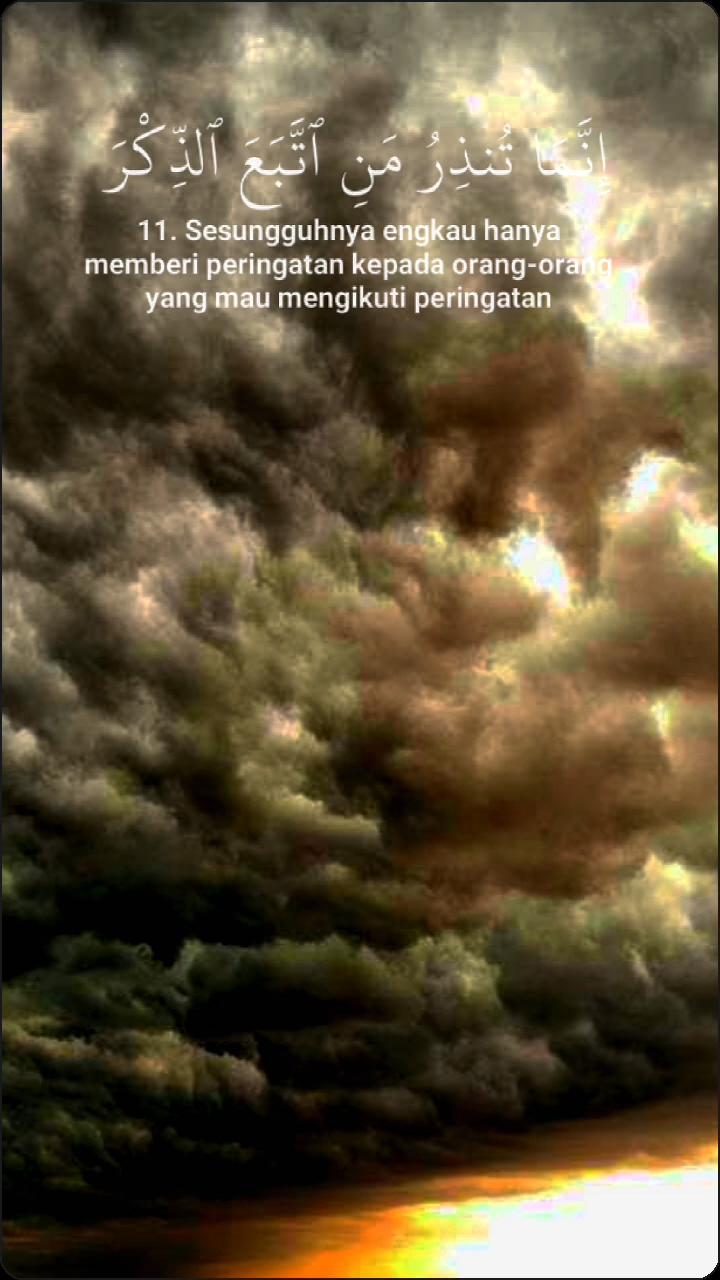 إِنَّمَا تُنذِرُ مَنِ ٱتَّبَعَ ٱلذِّكْرَ
11. Sesungguhnya engkau hanya
memberi peringatan kepada orang-orang
yang mau mengikuti peringatan